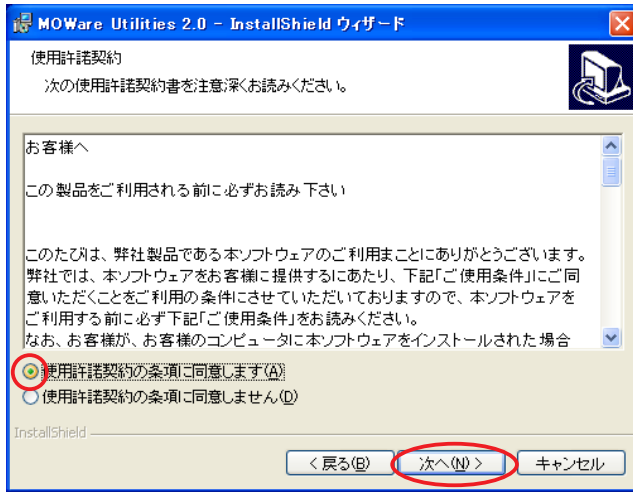 MOWare Utilities 2.0 - InstallShield ウィザード
使用許諾契約
次の使用許諾契約書を注意深くお読みください。
お客様へ
この製品をご利用される前に必ずお読み下さい
このたびは、弊社製品である本ソフトウェアのご利用まことにありがとうございます。
弊社では、本ソフトウェアをお客様に提供するにあたり、下記「ご使用条件」にご同
意いただくことをご利用の条件にさせていただいておりますので、本ソフトウェアを
ご利用する前に必ず下記「ご使用条件」をお読みください。
なお、お客様が、お客様のコンピュータに本ソフトウェアをインストールされた場合
使用許諾契約の条項に同意します(A)
使用許諾契約の条項に同意しません(D)
InstallShield
< 戻る(B) 次へ(N) > キャンセル